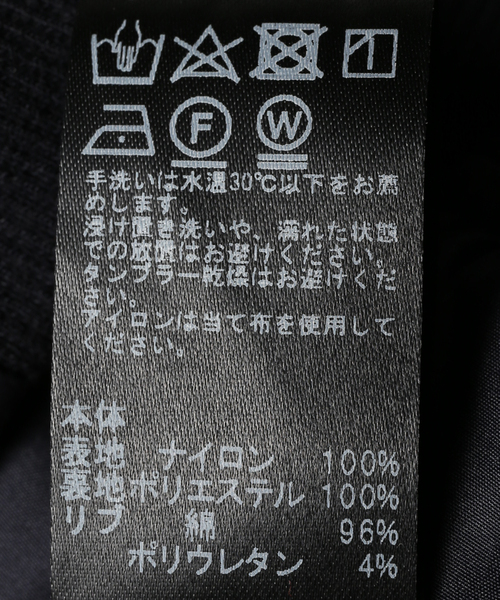 F W
手洗いは水温30℃以下をお薦
めします。
浸け置き洗いや、濡れた状態
での放置はお避けください。
タンブラー乾燥はお避けくだ
さい。
アイロンは当て布を使用して
ください。
本体
表地 ナイロン 100%
裏地 ポリエステル 100%
リブ 綿 96%
ポリウレタン 4%